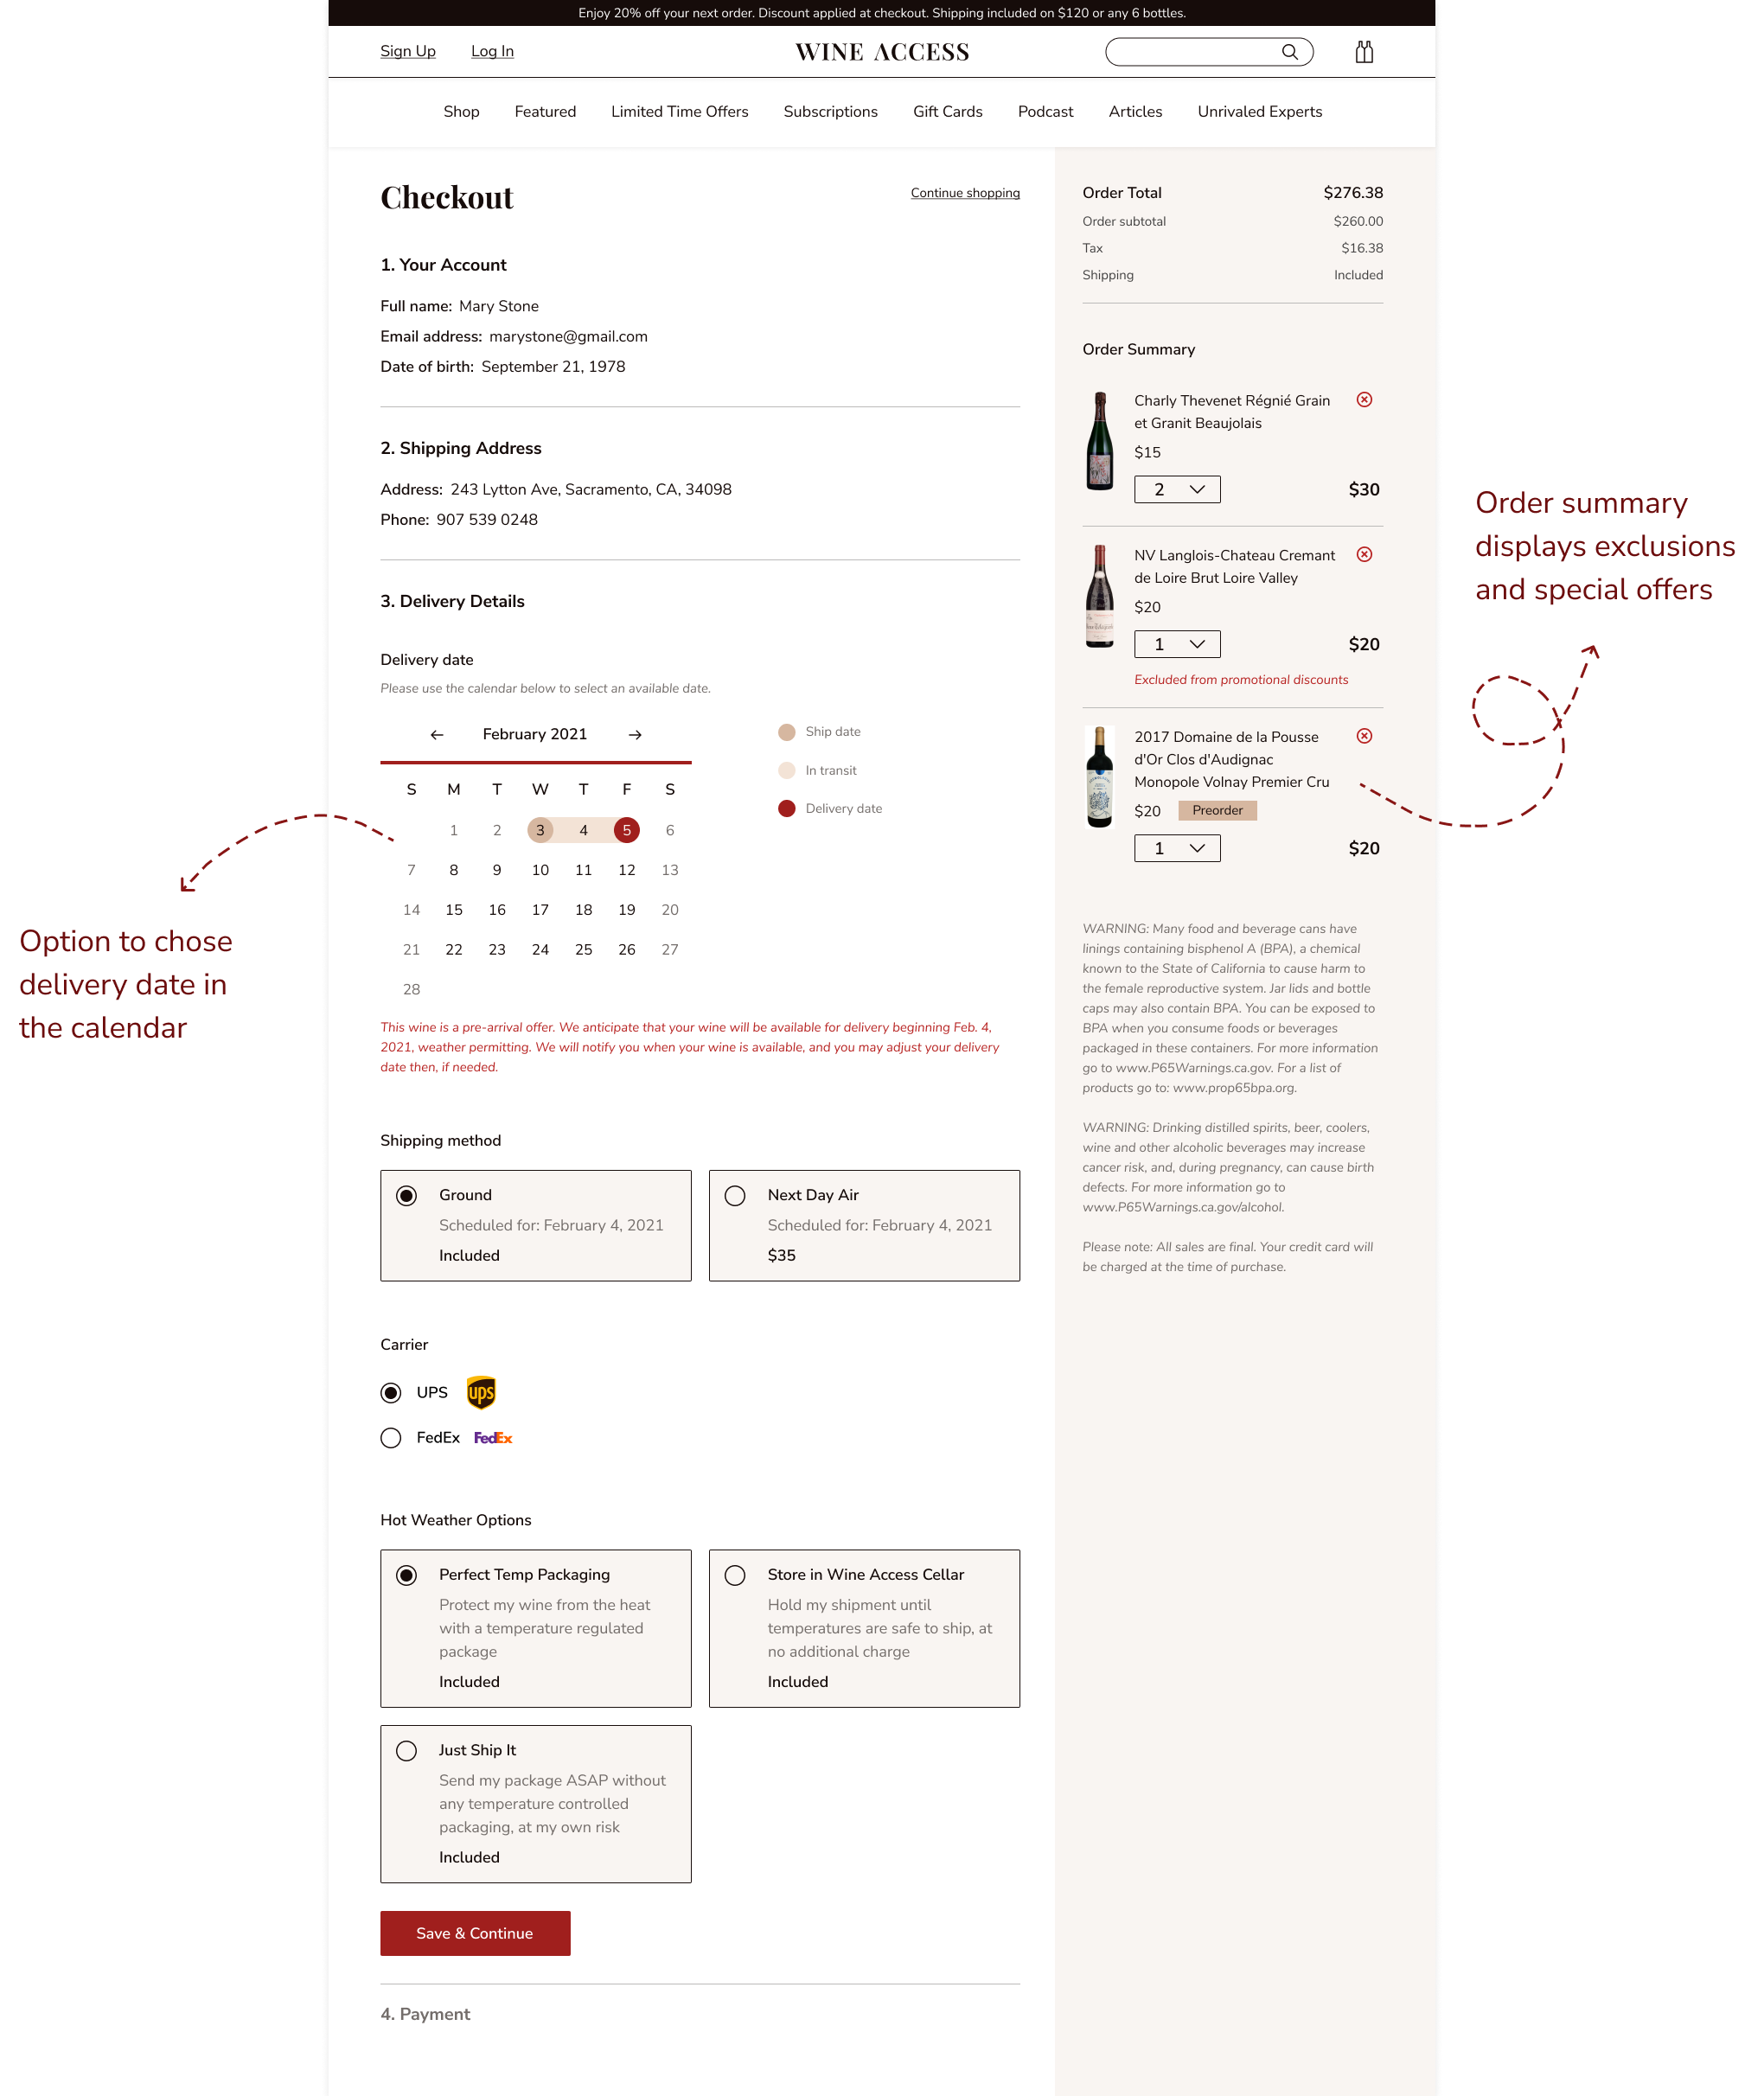 Enjoy 20% off your next order. Discount applied at checkout. Shipping included on $120 or any 6 bottles.
Sign Up Log In WINE ACCESS
Shop Featured Limited Time Offers Subscriptions Gift Cards Podcast Articles Unrivaled Experts
Checkout Continue shopping
1. Your Account
Full name: Mary Stone
Email address: marystone@gmail.com
Date of birth: September 21, 1978
2. Shipping Address
Address: 243 Lytton Ave, Sacramento, CA, 34098
Phone: 907 539 0248
3. Delivery Details
Delivery date
Please use the calendar below to select an available date.
February 2021
S M T W T F S
1 2 3 4 5 6
7 8 9 10 11 12 13
14 15 16 17 18 19 20
21 22 23 24 25 26 27
28
Ship date
In transit
Delivery date
This wine is a pre-arrival offer. We anticipate that your wine will be available for delivery beginning Feb. 4,
2021, weather permitting. We will notify you when your wine is available, and you may adjust your delivery
date then, if needed.
Shipping method
Ground
Scheduled for: February 4, 2021
Included
Next Day Air
Scheduled for: February 4, 2021
$35
Carrier
UPS ups
FedEx FedEx
Hot Weather Options
Perfect Temp Packaging
Protect my wine from the heat
with a temperature regulated
package
Included
Store in Wine Access Cellar
Hold my shipment until
temperatures are safe to ship, at
no additional charge
Included
Just Ship It
Send my package ASAP without
any temperature controlled
packaging, at my own risk
Included
Save & Continue
4. Payment
Order Total $276.38
Order subtotal $260.00
Tax $16.38
Shipping Included
Order Summary
Charly Thevenet Régnié Grain
et Granit Beaujolais
$15
2 $30
NV Langlois-Chateau Cremant
de Loire Brut Loire Valley
$20
1 $20
Excluded from promotional discounts
2017 Domaine de la Pousse
d'Or Clos d'Audignac
Monopole Volnay Premier Cru
$20 Preorder
1 $20
WARNING: Many food and beverage cans have
linings containing bisphenol A (BPA), a chemical
known to the State of California to cause harm to
the female reproductive system. Jar lids and bottle
caps may also contain BPA. You can be exposed to
BPA when you consume foods or beverages
packaged in these containers. For more information
go to www.P65Warnings.ca.gov. For a list of
products go to: www.prop65bpa.org.
WARNING: Drinking distilled spirits, beer, coolers,
wine and other alcoholic beverages may increase
cancer risk, and, during pregnancy, can cause birth
defects. For more information go to
www.P65Warnings.ca.gov/alcohol.
Please note: All sales are final. Your credit card will
be charged at the time of purchase.
Option to chose
delivery date in
the calendar
Order summary
displays exclusions
and special offers